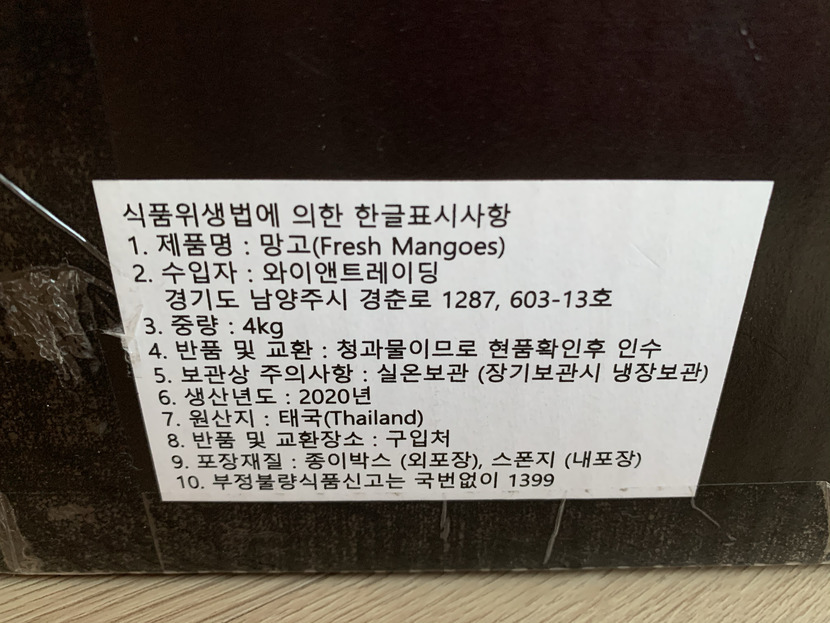 식품위생법에 의한 한글표시사항
1. 제품명 : 망고(Fresh Mangoes)
2. 수입자 : 와이앤트레이딩
경기도 남양주시 경춘로 1287, 603-13호
3. 중량 : 4kg
4. 반품 및 교환 : 청과물이므로 현품확인후 인수
5. 보관상 주의사항 : 실온보관 (장기보관시 냉장보관)
6. 생산년도 : 2020년
7. 원산지 : 태국(Thailand)
8. 반품 및 교환장소 : 구입처
9. 포장재질 : 종이박스 (외포장), 스폰지 (내포장)
10. 부정불량식품신고는 국번없이 1399